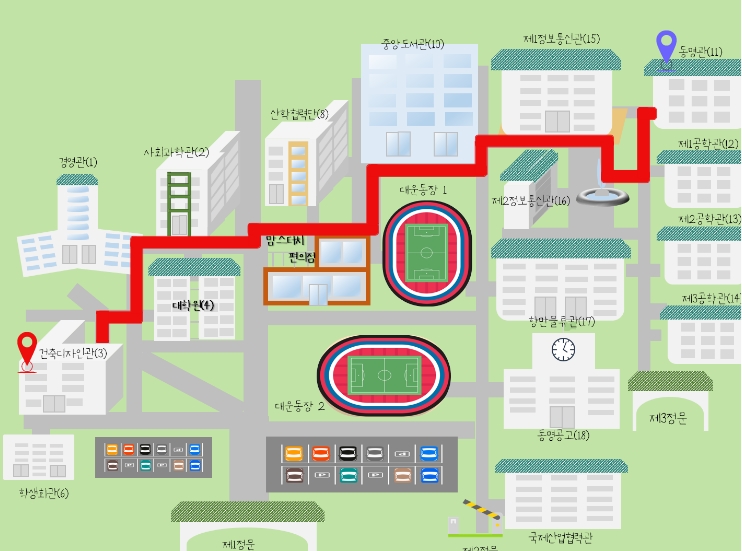 중앙도서관(10)
제1정보통신관(15)
동명관(11)
산학협력단(8)
제1공학관(12)
사회과학관(2)
경영관(1)
대운동장 1
제2정보통신관(16)
제2공학관(13)
맘스터치
편의점
대학원(4)
제3공학관(14)
항만물류관(17)
건축디자인관(3)
대운동장 2
제3정문
동명공고(18)
학생회관(6)
국제산업협력관
제1정문
제2정문